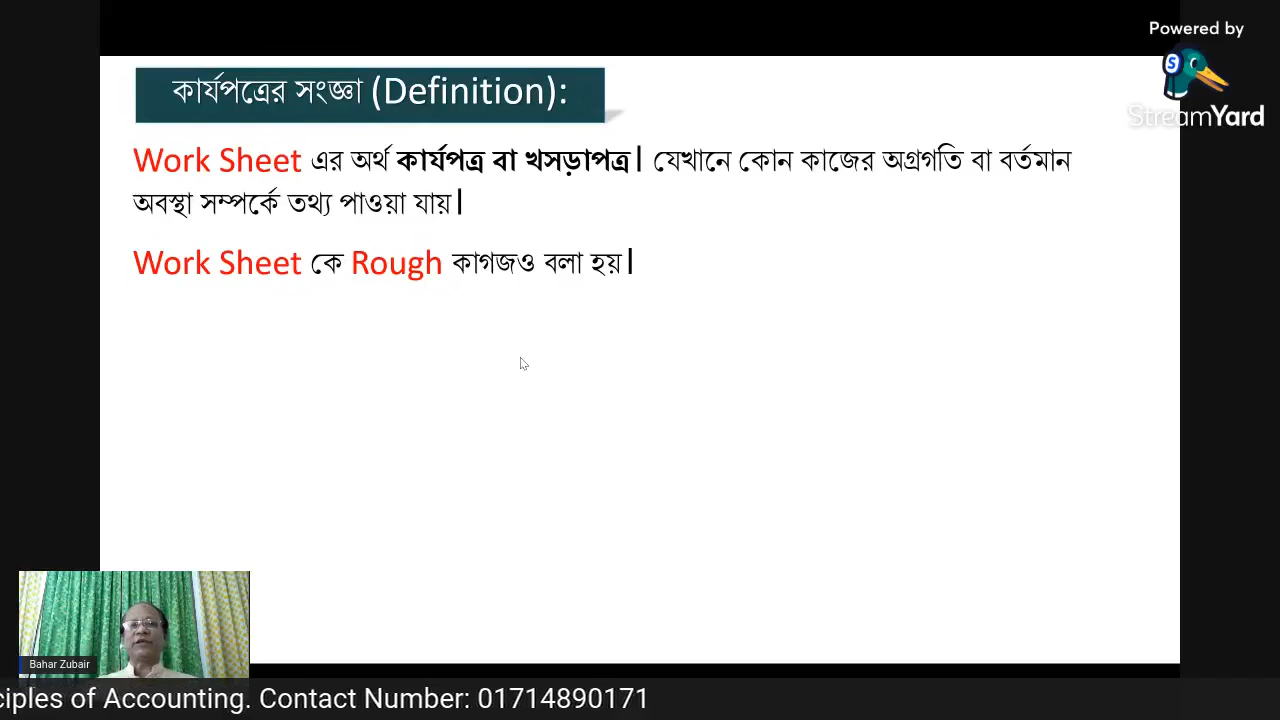 Powered by
StreamYard
কার্যপত্রের সংজ্ঞা (Definition):
Work Sheet এর অর্থ কার্যপত্র বা খসড়াপত্র। যেখানে কোন কাজের অগ্রগতি বা বর্তমান
অবস্থা সম্পর্কে তথ্য পাওয়া যায়।
Work Sheet কে Rough কাগজও বলা হয়।
Bahar Zubair
ciples of Accounting. Contact Number: 01714890171